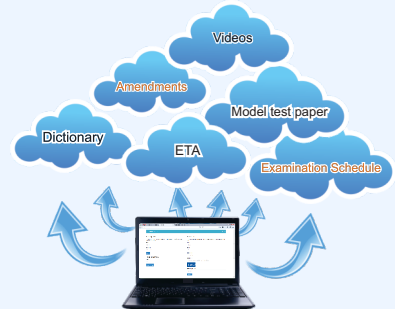 Videos
Amendments
Model test paper
Dictionary
ETA
Examination Schedule